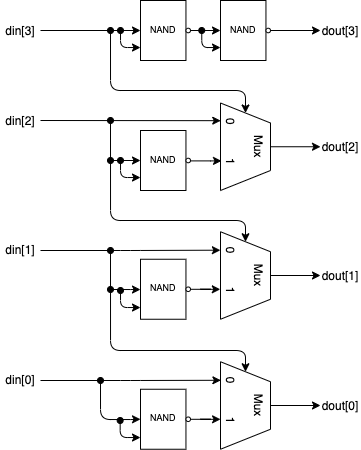 din[3] NAND NAND dout[3]
din[2] 0 Mux dout[2]
NAND 1
din[1] 0 Mux dout[1]
NAND 1
din[0] 0 Mux dout[0]
NAND 1